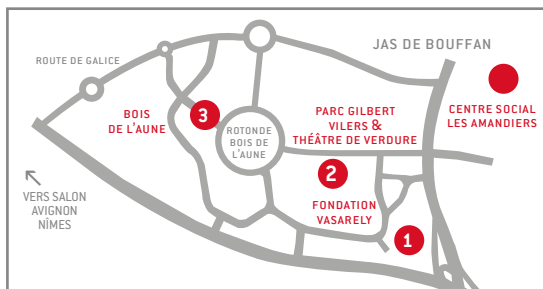 JAS DE BOUFFAN
ROUTE DE GALICE
CENTRE SOCIAL
LES AMANDIERS
BOIS
DE L'AUNE
3
ROTONDE
BOIS DE
L'AUNE
PARC GILBERT
VILERS &
THÉÂTRE DE VERDURE
2
FONDATION
VASARELY
1
VERS SALON
AVIGNON
NÎMES